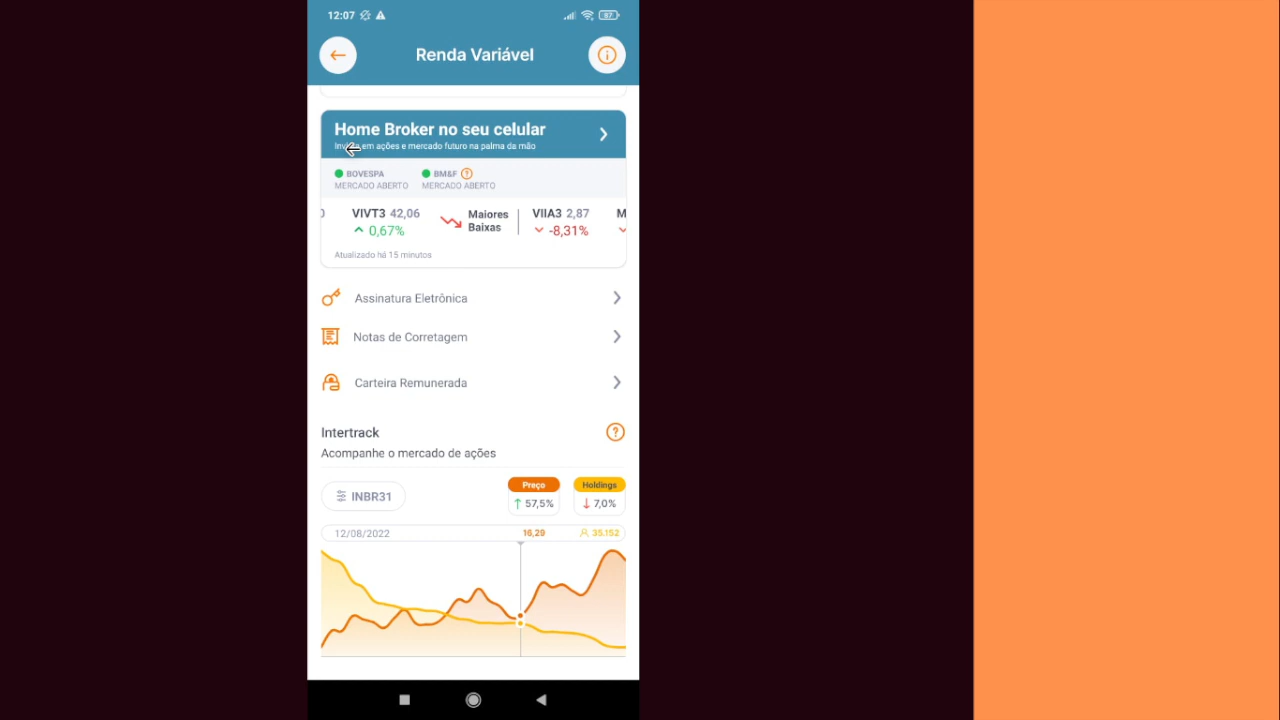 12:07 87
Renda Variável
Home Broker no seu celular
em ações e mercado futuro na palma da mão
BOVESPA BM&F ?
MERCADO ABERTO MERCADO ABERTO
0 VIVT3 42,06 Maiores Baixas VIIA3 2,87 M
0,67% -8,31%
Atualizado há 15 minutos
Assinatura Eletrônica
Notas de Corretagem
Carteira Remunerada
Intertrack ?
Acompanhe o mercado de ações
INBR31 Preço Holdings
57,5% 7,0%
12/08/2022 16,29 35.152